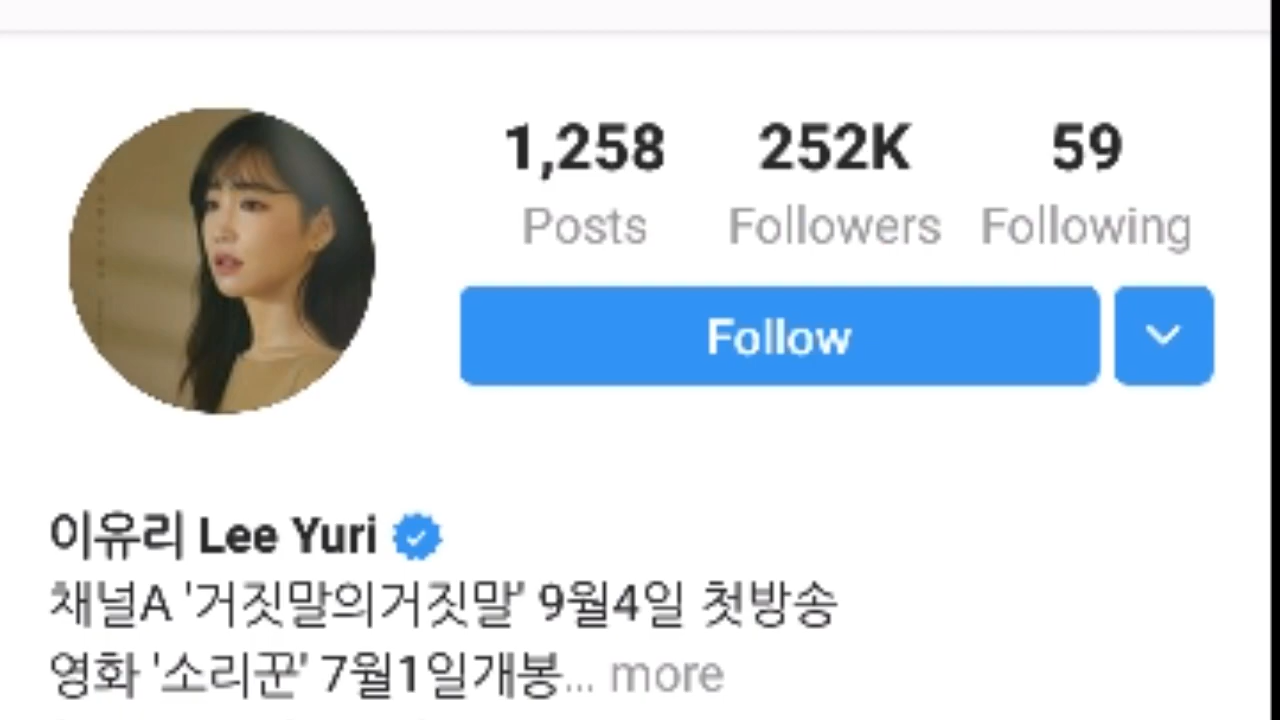 1,258 252K 59
Posts Followers Following
Follow
이유리 Lee Yuri
채널A '거짓말의거짓말' 9월4일 첫방송
영화 '소리꾼' 7월1일개봉... more